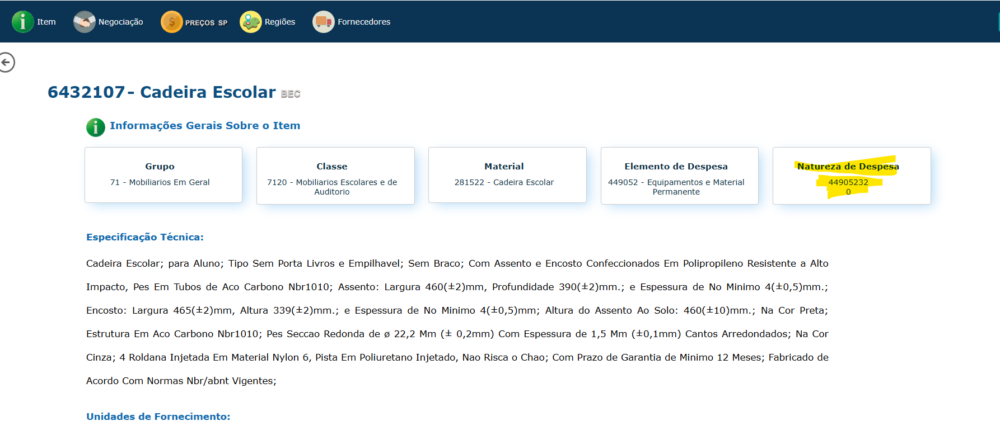 Item Negociação PREÇOS SP Regiões Fornecedores
6432107- Cadeira Escolar BEC
Informações Gerais Sobre o Item
Grupo
71 - Mobiliarios Em Geral
Classe
7120 - Mobiliarios Escolares e de
Auditorio
Material
281522 - Cadeira Escolar
Elemento de Despesa
449052 - Equipamentos e Material
Permanente
Natureza de Despesa
44905232
0
Especificação Técnica:
Cadeira Escolar; para Aluno; Tipo Sem Porta Livros e Empilhavel; Sem Braco; Com Assento e Encosto Confeccionados Em Polipropileno Resistente a Alto
Impacto, Pes Em Tubos de Aco Carbono Nbr1010; Assento: Largura 460(±2)mm, Profundidade 390(±2)mm.; e Espessura de No Minimo 4(±0,5)mm.;
Encosto: Largura 465(±2)mm, Altura 339(±2)mm.; e Espessura de No Minimo 4(±0,5)mm; Altura do Assento Ao Solo: 460(±10)mm.; Na Cor Preta;
Estrutura Em Aco Carbono Nbr1010; Pes Seccao Redonda de ø 22,2 Mm (± 0,2mm) Com Espessura de 1,5 Mm (±0,1mm) Cantos Arredondados; Na Cor
Cinza; 4 Roldana Injetada Em Material Nylon 6, Pista Em Poliuretano Injetado, Nao Risca o Chao; Com Prazo de Garantia de Minimo 12 Meses; Fabricado de
Acordo Com Normas Nbr/abnt Vigentes;
Unidades de Fornecimento: